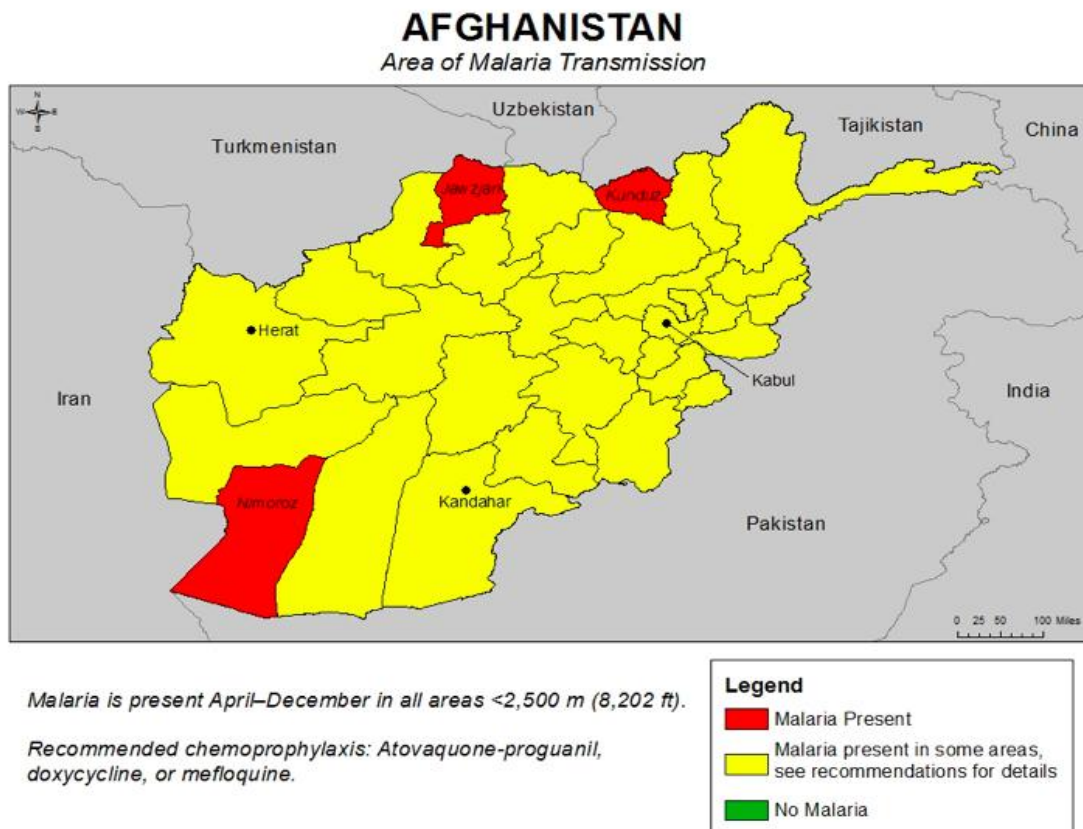 AFGHANISTAN
Area of Malaria Transmission
N
W E
S
Uzbekistan
Tajikistan
China
Turkmenistan
Jawzjan
Kunduz
Herat
Kabul
Iran
India
Nimoroz
Kandahar
Pakistan
0 25 50 100 Miles
Malaria is present April–December in all areas <2,500 m (8,202 ft).
Recommended chemoprophylaxis: Atovaquone-proguanil,
doxycycline, or mefloquine.
Legend
Malaria Present
Malaria present in some areas,
see recommendations for details
No Malaria